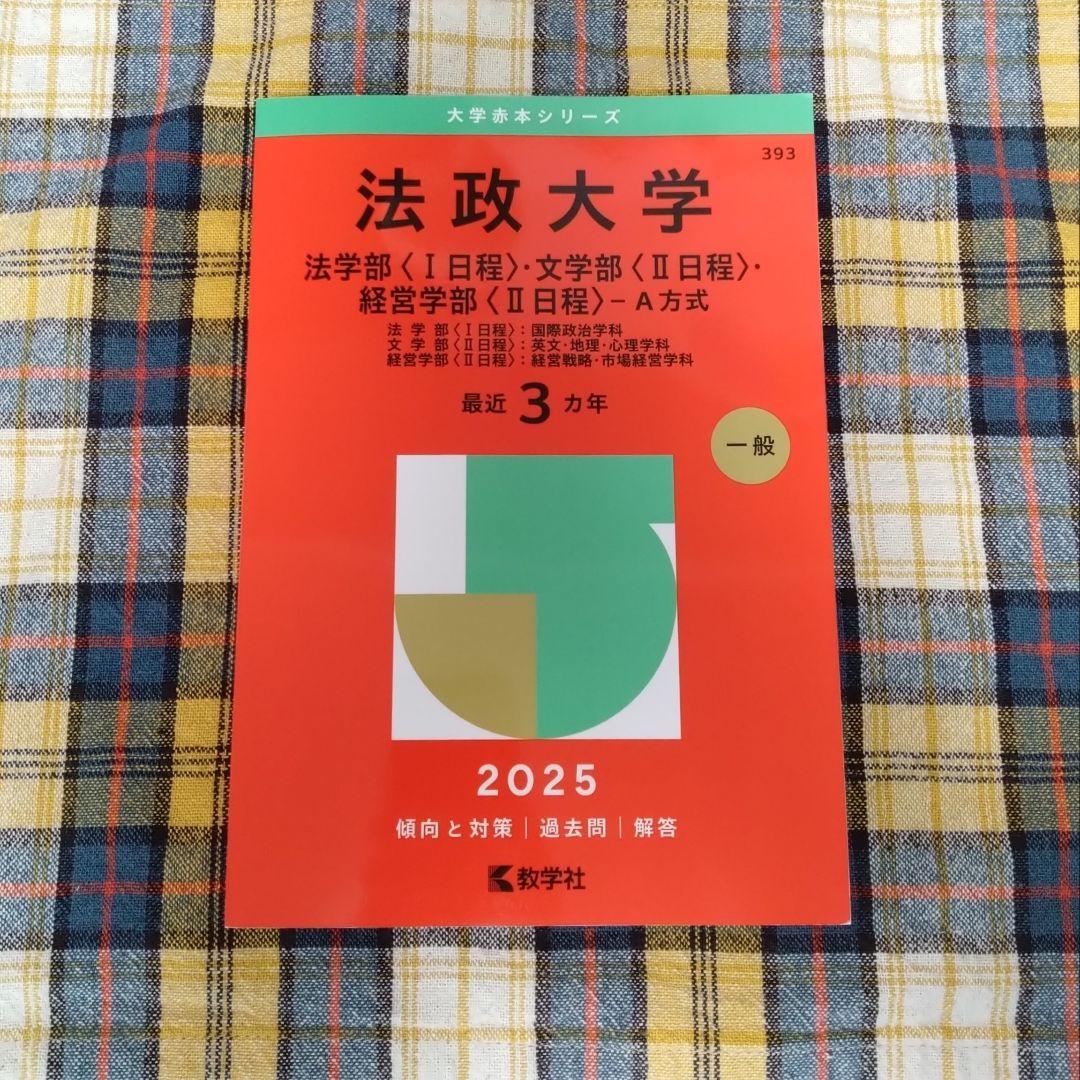 大学赤本シリーズ
393
法政大学
法学部〈Ⅰ日程〉・文学部〈Ⅱ日程〉・
経営学部〈Ⅱ日程〉−A方式
法学部〈Ⅰ日程〉：国際政治学科
文学部〈Ⅱ日程〉：英文・地理・心理学科
経営学部〈Ⅱ日程〉：経営戦略・市場経営学科
最近3カ年
一般
2025
傾向と対策｜過去問｜解答
教学社